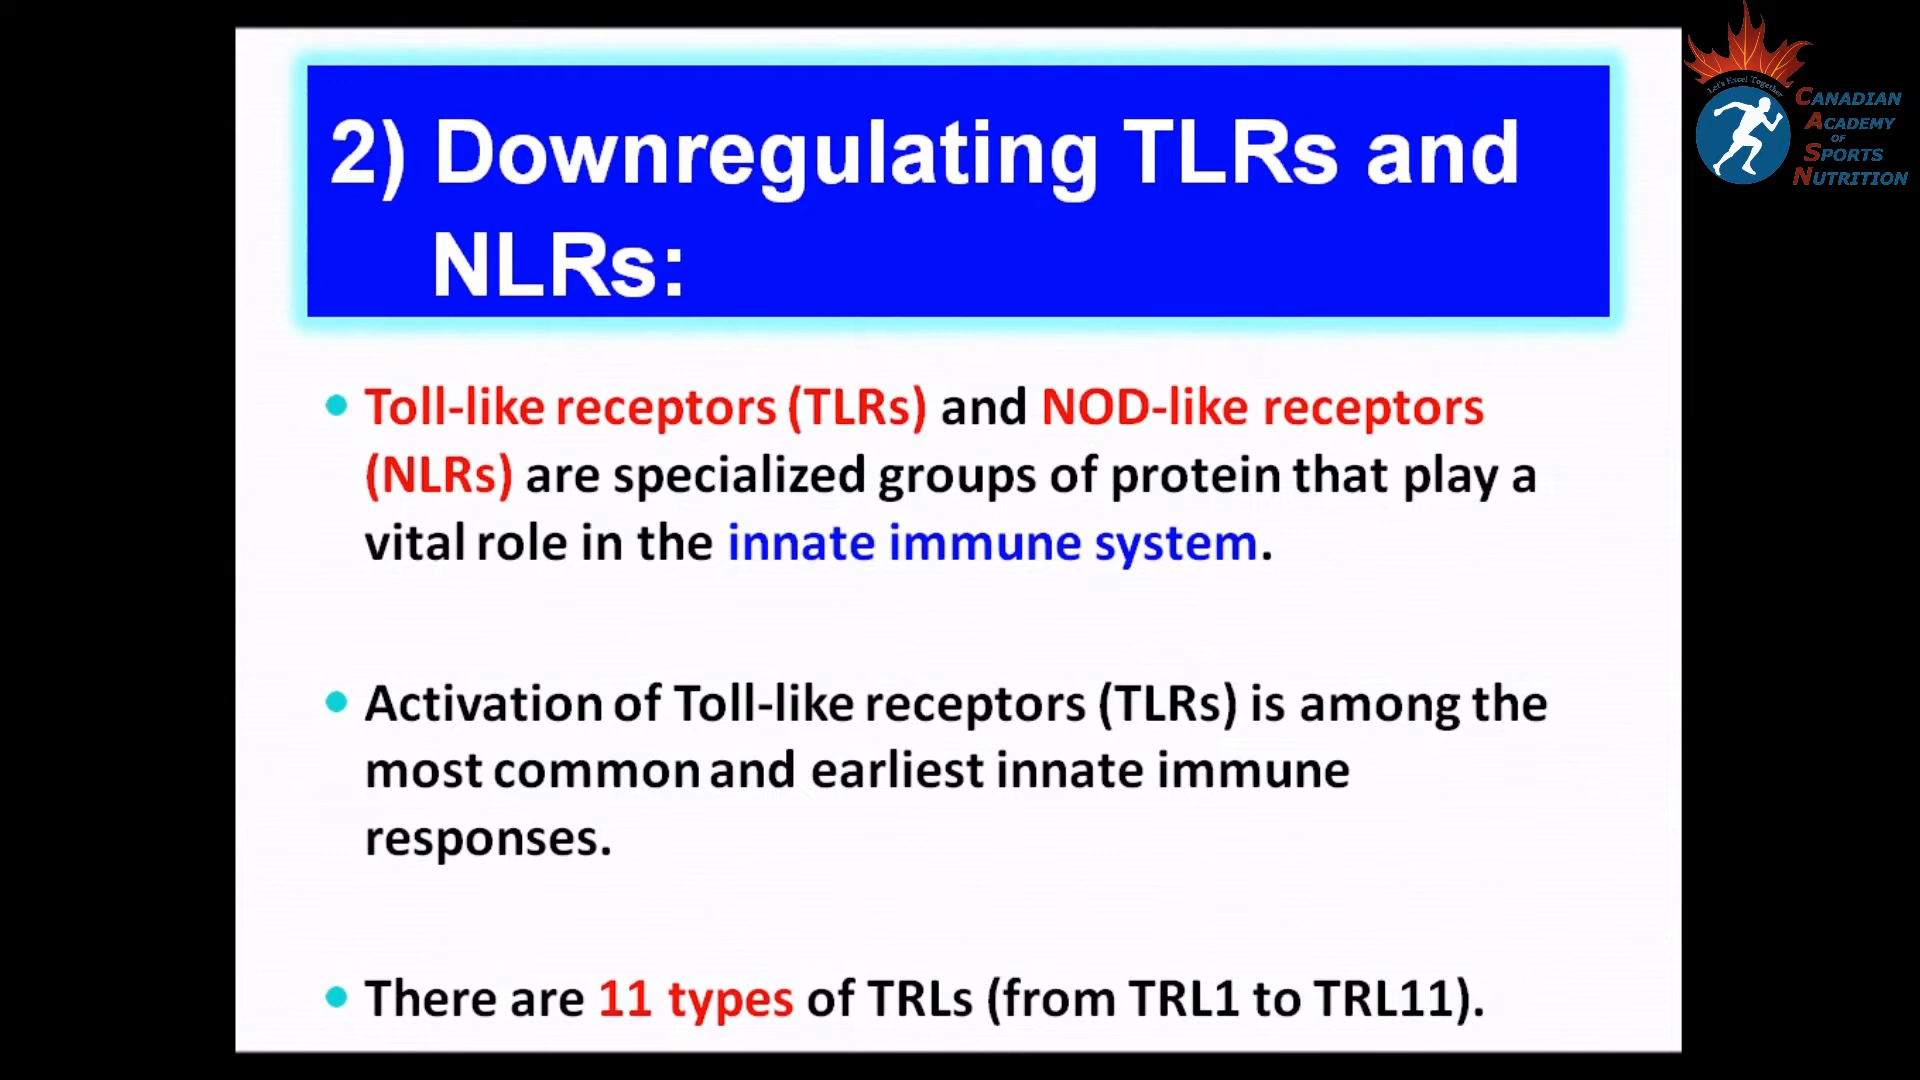 2) Downregulating TLRs and
NLRs:
• Toll-like receptors (TLRs) and NOD-like receptors
(NLRs) are specialized groups of protein that play a
vital role in the innate immune system.
• Activation of Toll-like receptors (TLRs) is among the
most common and earliest innate immune
responses.
• There are 11 types of TRLs (from TRL1 to TRL11).
Let's Excel Together
CANADIAN
ACADEMY
OF
SPORTS
NUTRITION